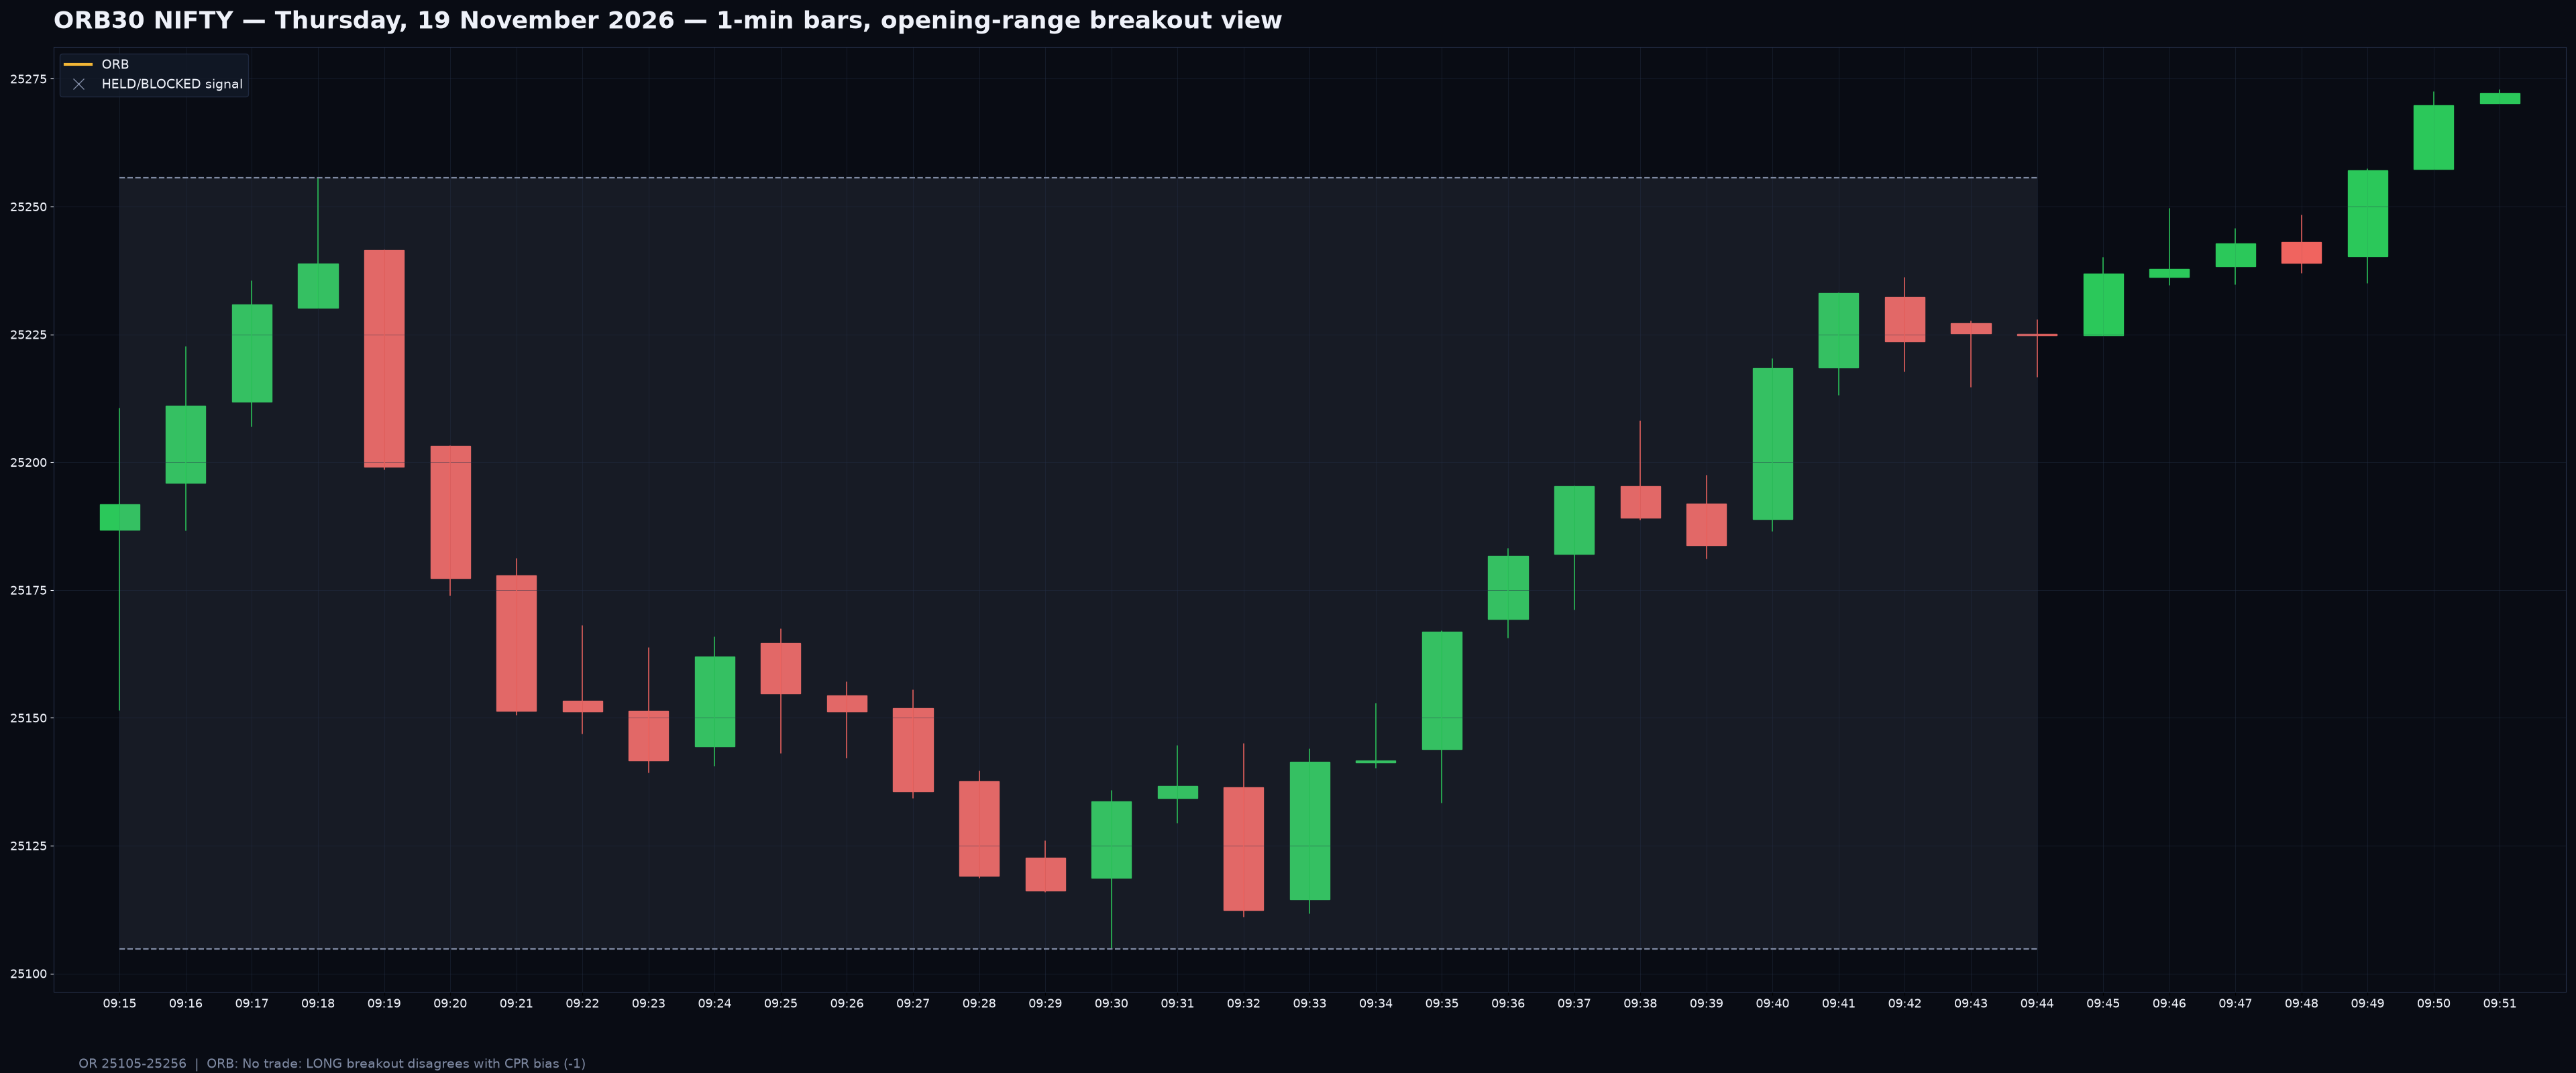 ORB30 NIFTY — Thursday, 19 November 2026 — 1-min bars, opening-range breakout view
ORB
HELD/BLOCKED signal
25275
25250
25225
25200
25175
25150
25125
25100
09:15 09:16 09:17 09:18 09:19 09:20 09:21 09:22 09:23 09:24 09:25 09:26 09:27 09:28 09:29 09:30 09:31 09:32 09:33 09:34 09:35 09:36 09:37 09:38 09:39 09:40 09:41 09:42 09:43 09:44 09:45 09:46 09:47 09:48 09:49 09:50 09:51
OR 25105-25256 | ORB: No trade: LONG breakout disagrees with CPR bias (-1)